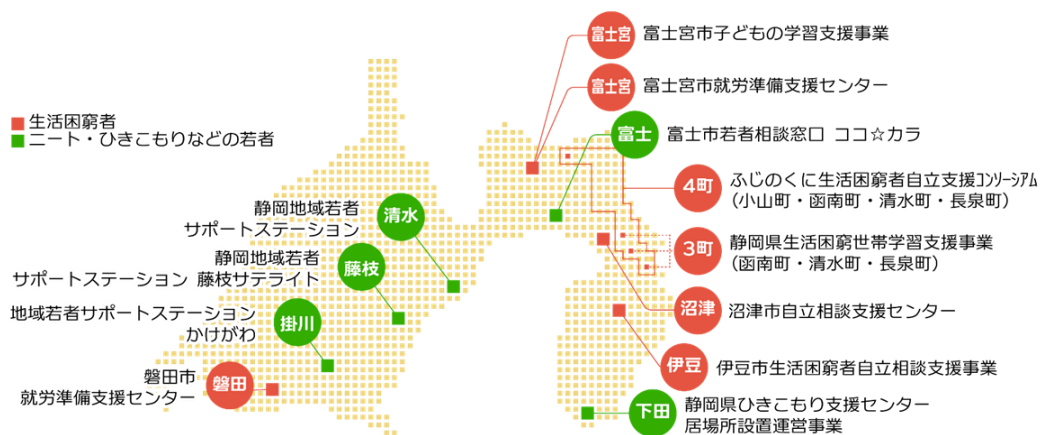 生活困窮者
ニート・ひきこもりなどの若者
富士宮
富士宮市子どもの学習支援事業
富士宮
富士宮市就労準備支援センター
富士
富士市若者相談窓口 ココ☆カラ
4町
ふじのくに生活困窮者自立支援ｺﾝｿｰｼｱﾑ
（小山町・函南町・清水町・長泉町）
3町
静岡県生活困窮世帯学習支援事業
（函南町・清水町・長泉町）
沼津
沼津市自立相談支援センター
伊豆
伊豆市生活困窮者自立相談支援事業
下田
静岡県ひきこもり支援センター
居場所設置運営事業
静岡地域若者
サポートステーション
清水
静岡地域若者
サポートステーション 藤枝サテライト
藤枝
地域若者サポートステーション
かけがわ
掛川
磐田市
就労準備支援センター
磐田